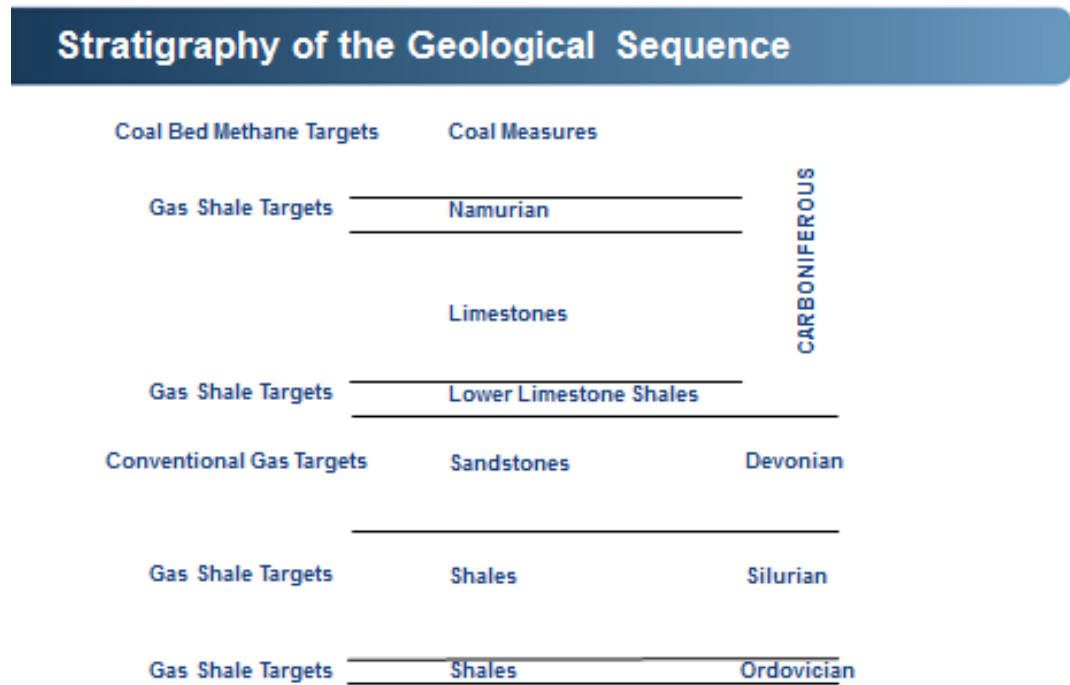 Stratigraphy of the Geological Sequence
Coal Bed Methane Targets Coal Measures
CARBONIFEROUS
Gas Shale Targets Namurian
Limestones
Gas Shale Targets Lower Limestone Shales
Conventional Gas Targets Sandstones Devonian
Gas Shale Targets Shales Silurian
Gas Shale Targets Shales Ordovician